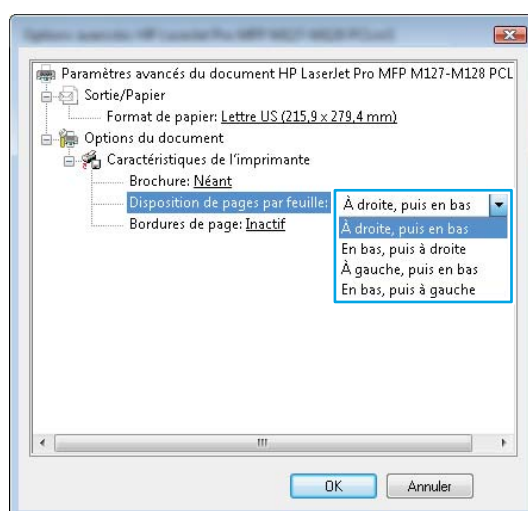 Paramètres avancés du document HP LaserJet Pro MFP M127-M128 PCL
Sortie/Papier
Format de papier: Lettre US (215,9 x 279,4 mm)
Options du document
Caractéristiques de l'imprimante
Brochure: Néant
Disposition de pages par feuille: À droite, puis en bas
À droite, puis en bas
Bordures de page: Inactif
En bas, puis à droite
À gauche, puis en bas
En bas, puis à gauche
OK Annuler